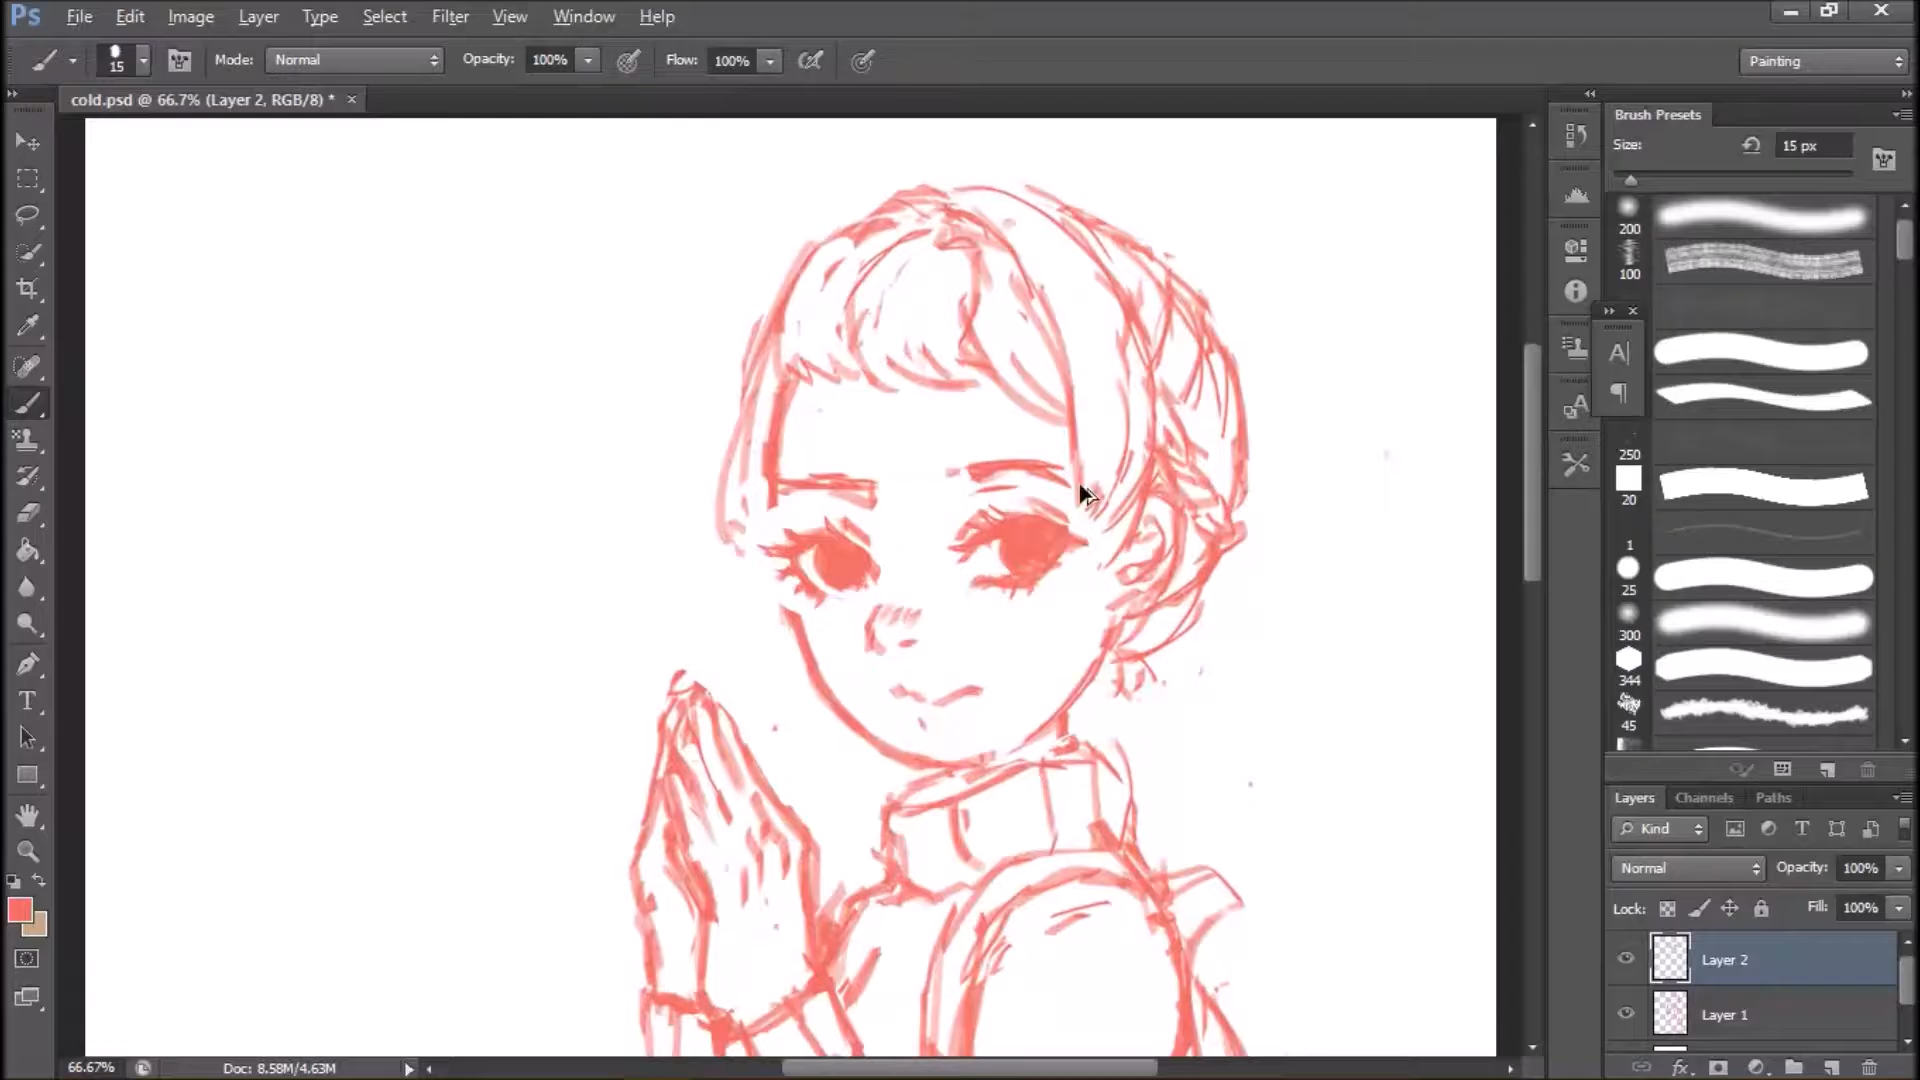 Ps File Edit Image Layer Type Select Filter View Window Help
15 Mode: Normal Opacity: 100% Flow: 100% Painting
cold.psd @ 66.7% (Layer 2, RGB/8) * ×
Brush Presets
Size: 15 px
200
100
250
20
1
25
300
344
45
Layers Channels Paths
Kind
Normal Opacity: 100%
Lock: Fill: 100%
Layer 2
Layer 1
66.67% Doc: 8.58M/4.63M